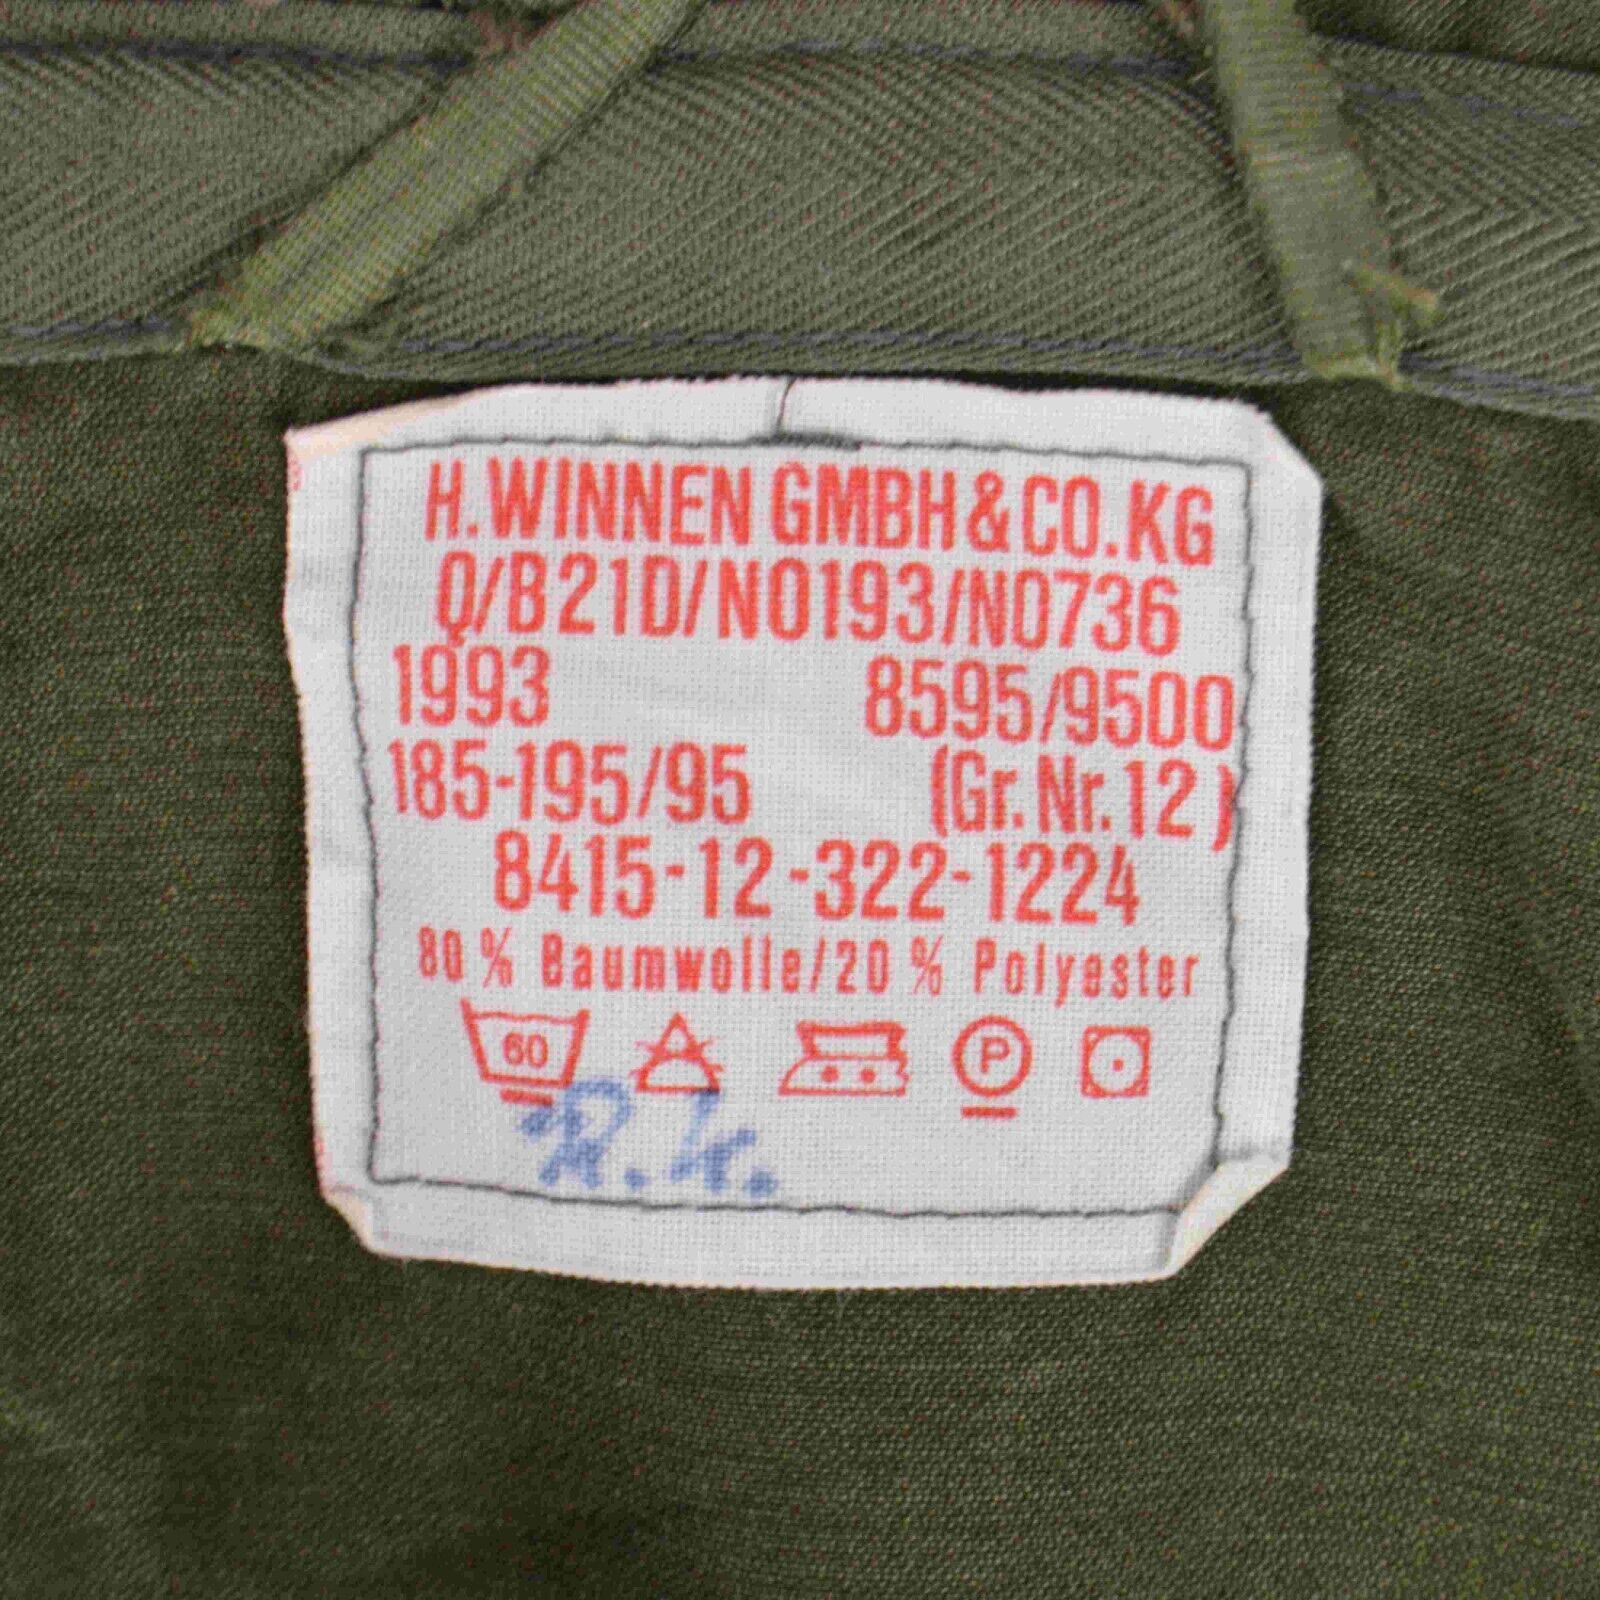 H.WINNEN GMBH & CO.KG
Q/B21D/N0193/N0736
1993 8595/9500
185-195/95 (Gr.Nr.12)
8415-12-322-1224
80 % Baumwolle/20 % Polyester
60 P